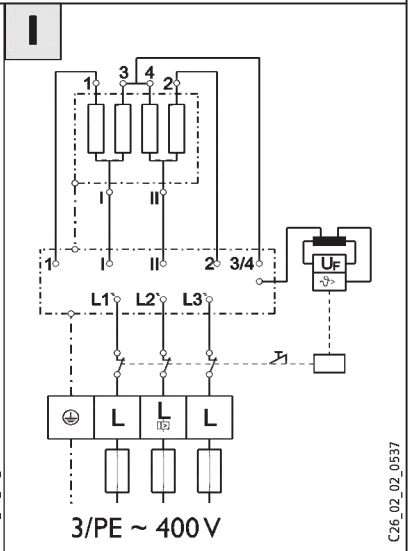 I
1 3 4 2
I II
1 I II 2 3/4
UF
L1` L2` L3`
L L L
3/PE ~ 400 V
C26_02_02_0537